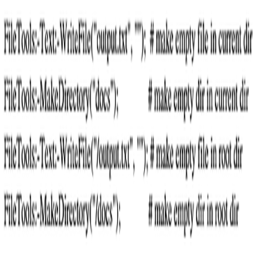 FileTools:-Text:-WriteFile("output.txt", ""); # make empty file in current dir
FileTools:-MakeDirectory("docs"); # make empty dir in current dir
FileTools:-Text:-WriteFile("/output.txt", ""); # make empty file in root dir
FileTools:-MakeDirectory("/docs"); # make empty dir in root dir